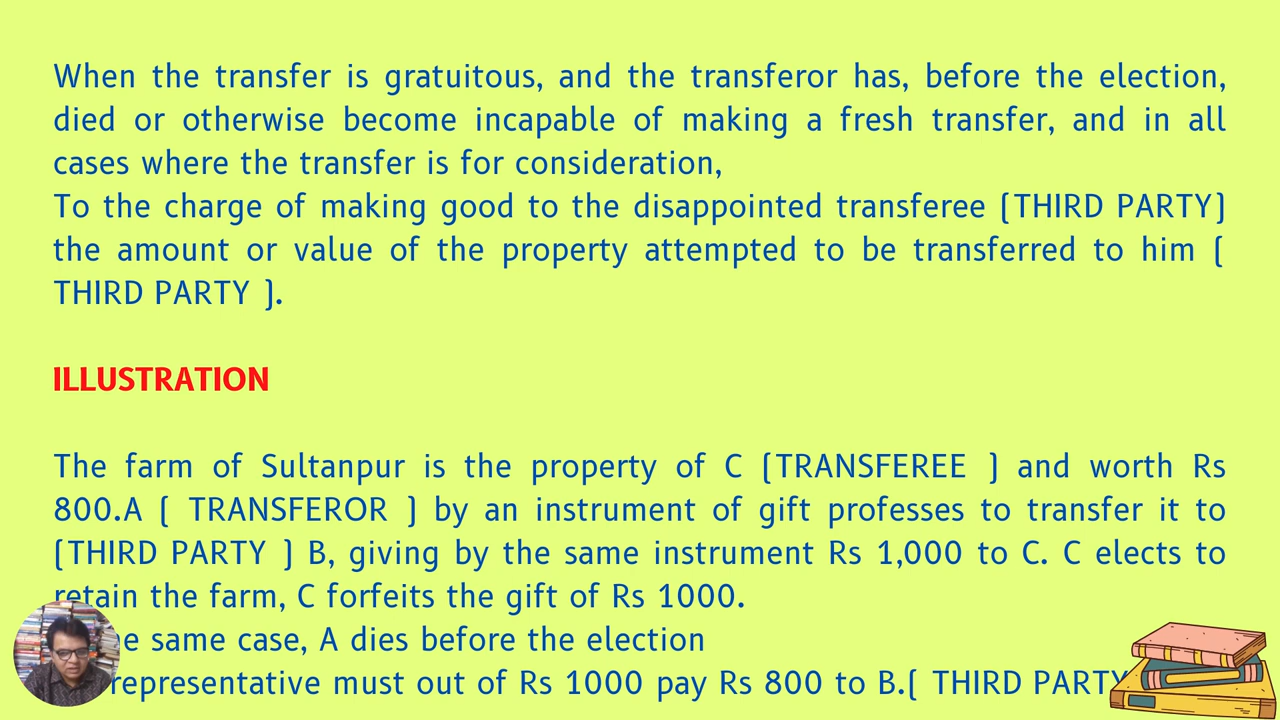 When the transfer is gratuitous, and the transferor has, before the election,
died or otherwise become incapable of making a fresh transfer, and in all
cases where the transfer is for consideration,
To the charge of making good to the disappointed transferee (THIRD PARTY)
the amount or value of the property attempted to be transferred to him (
THIRD PARTY ).
ILLUSTRATION
The farm of Sultanpur is the property of C (TRANSFEREE ) and worth Rs
800.A ( TRANSFEROR ) by an instrument of gift professes to transfer it to
(THIRD PARTY ) B, giving by the same instrument Rs 1,000 to C. C elects to
retain the farm, C forfeits the gift of Rs 1000.
same case, A dies before the election
representative must out of Rs 1000 pay Rs 800 to B.( THIRD PARTY